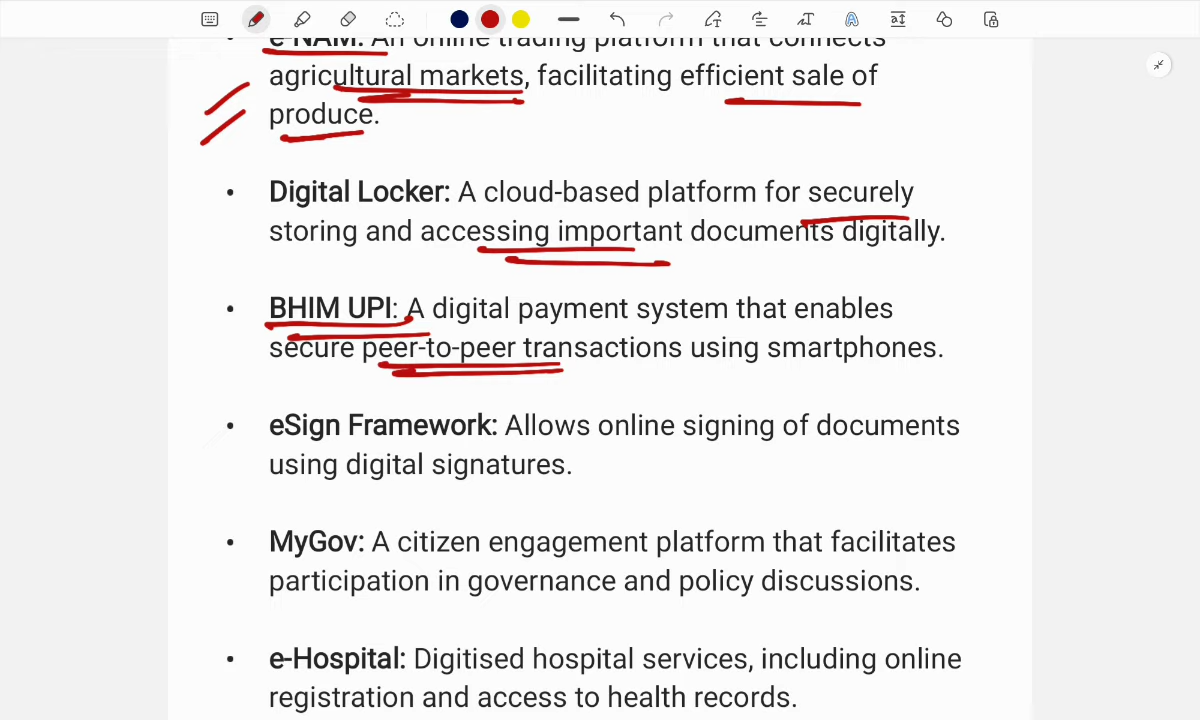 • e-NAM: An online trading platform that connects
agricultural markets, facilitating efficient sale of
produce.
• Digital Locker: A cloud-based platform for securely
storing and accessing important documents digitally.
• BHIM UPI: A digital payment system that enables
secure peer-to-peer transactions using smartphones.
• eSign Framework: Allows online signing of documents
using digital signatures.
• MyGov: A citizen engagement platform that facilitates
participation in governance and policy discussions.
• e-Hospital: Digitised hospital services, including online
registration and access to health records.